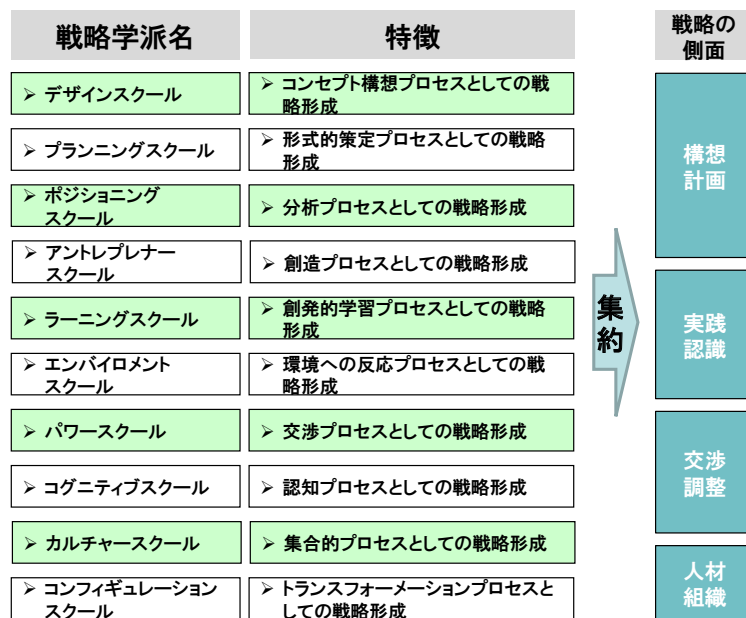 戦略学派名
特徴
戦略の
側面
➢ デザインスクール
➢ コンセプト構想プロセスとしての戦
略形成
➢ プランニングスクール
➢ 形式的策定プロセスとしての戦略
形成
➢ ポジショニング
スクール
➢ 分析プロセスとしての戦略形成
➢ アントレプレナー
スクール
➢ 創造プロセスとしての戦略形成
➢ ラーニングスクール
➢ 創発的学習プロセスとしての戦略
形成
➢ エンバイロメント
スクール
➢ 環境への反応プロセスとしての戦
略形成
➢ パワースクール
➢ 交渉プロセスとしての戦略形成
➢ コグニティブスクール
➢ 認知プロセスとしての戦略形成
➢ カルチャースクール
➢ 集合的プロセスとしての戦略形成
➢ コンフィギュレーション
スクール
➢ トランスフォーメーションプロセスと
しての戦略形成
集
約
構想
計画
実践
認識
交渉
調整
人材
組織